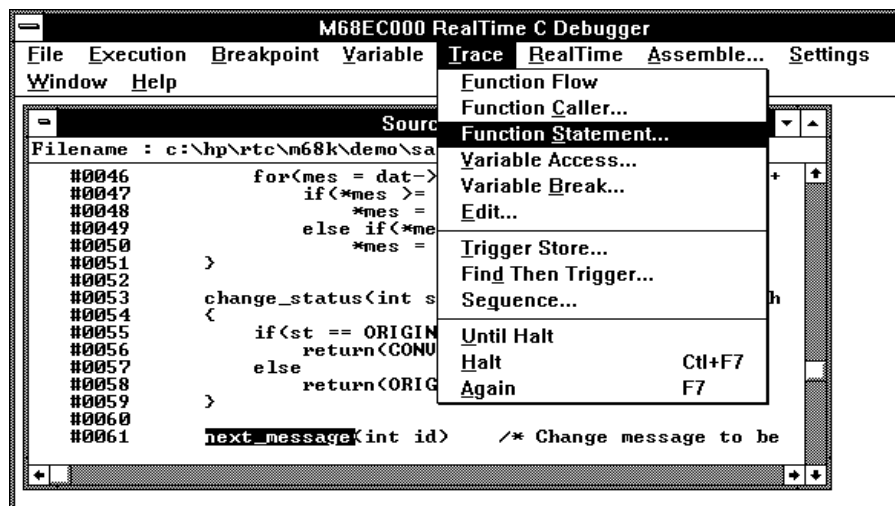 M68EC000 RealTime C Debugger
File Execution Breakpoint Variable Trace RealTime Assemble... Settings
Window Help
Function Flow
Function Caller...
Function Statement...
Variable Access...
Variable Break...
Edit...
Trigger Store...
Find Then Trigger...
Sequence...
Until Halt
Halt Ctl+F7
Again F7
Sourc
Filename : c:\hp\rtc\m68k\demo\sa
#0046 for(mes = dat-> +
#0047 if(*mes >=
#0048 *mes =
#0049 else if(*me
#0050 *mes =
#0051 }
#0052
#0053 change_status(int s h
#0054 {
#0055 if(st == ORIGIN
#0056 return(CONV
#0057 else
#0058 return(ORIG
#0059 }
#0060
#0061 next_message(int id) /* Change message to be